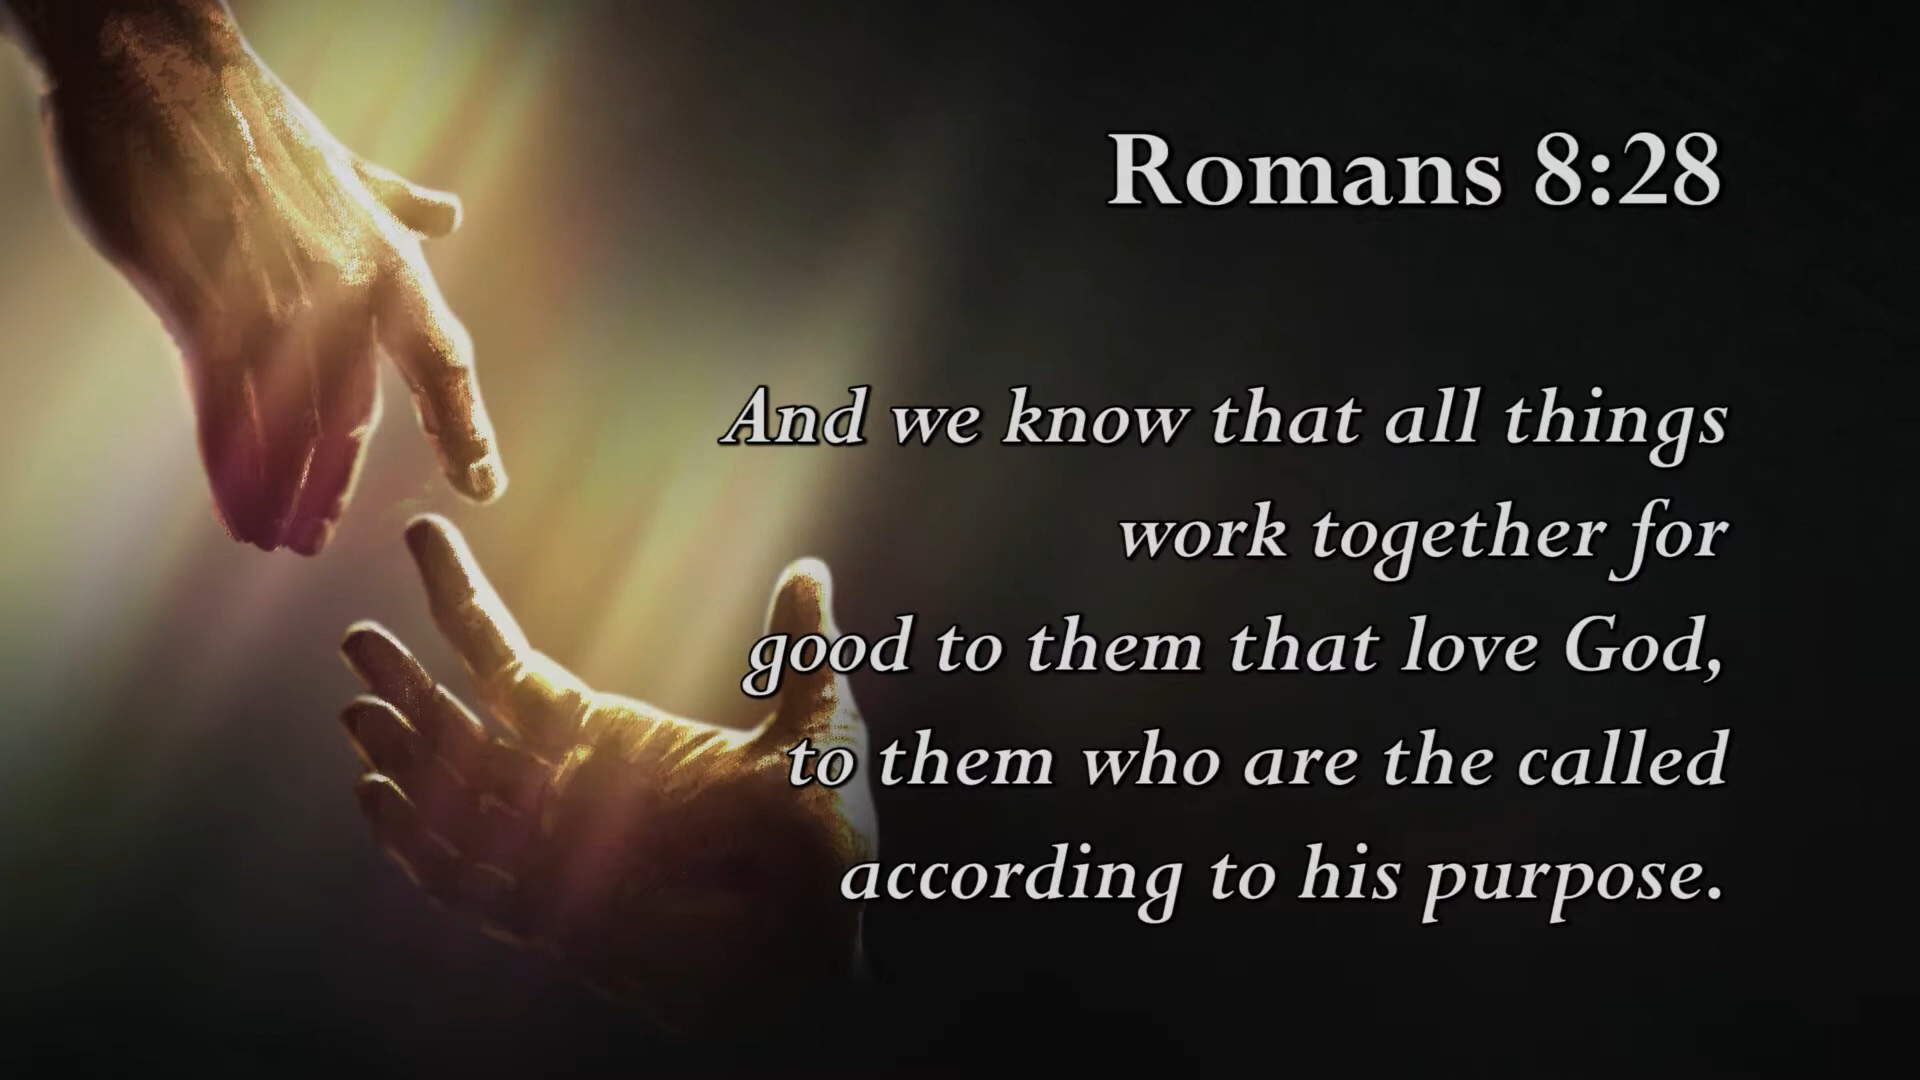 Romans 8:28
And we know that all things
work together for
good to them that love God,
to them who are the called
according to his purpose.